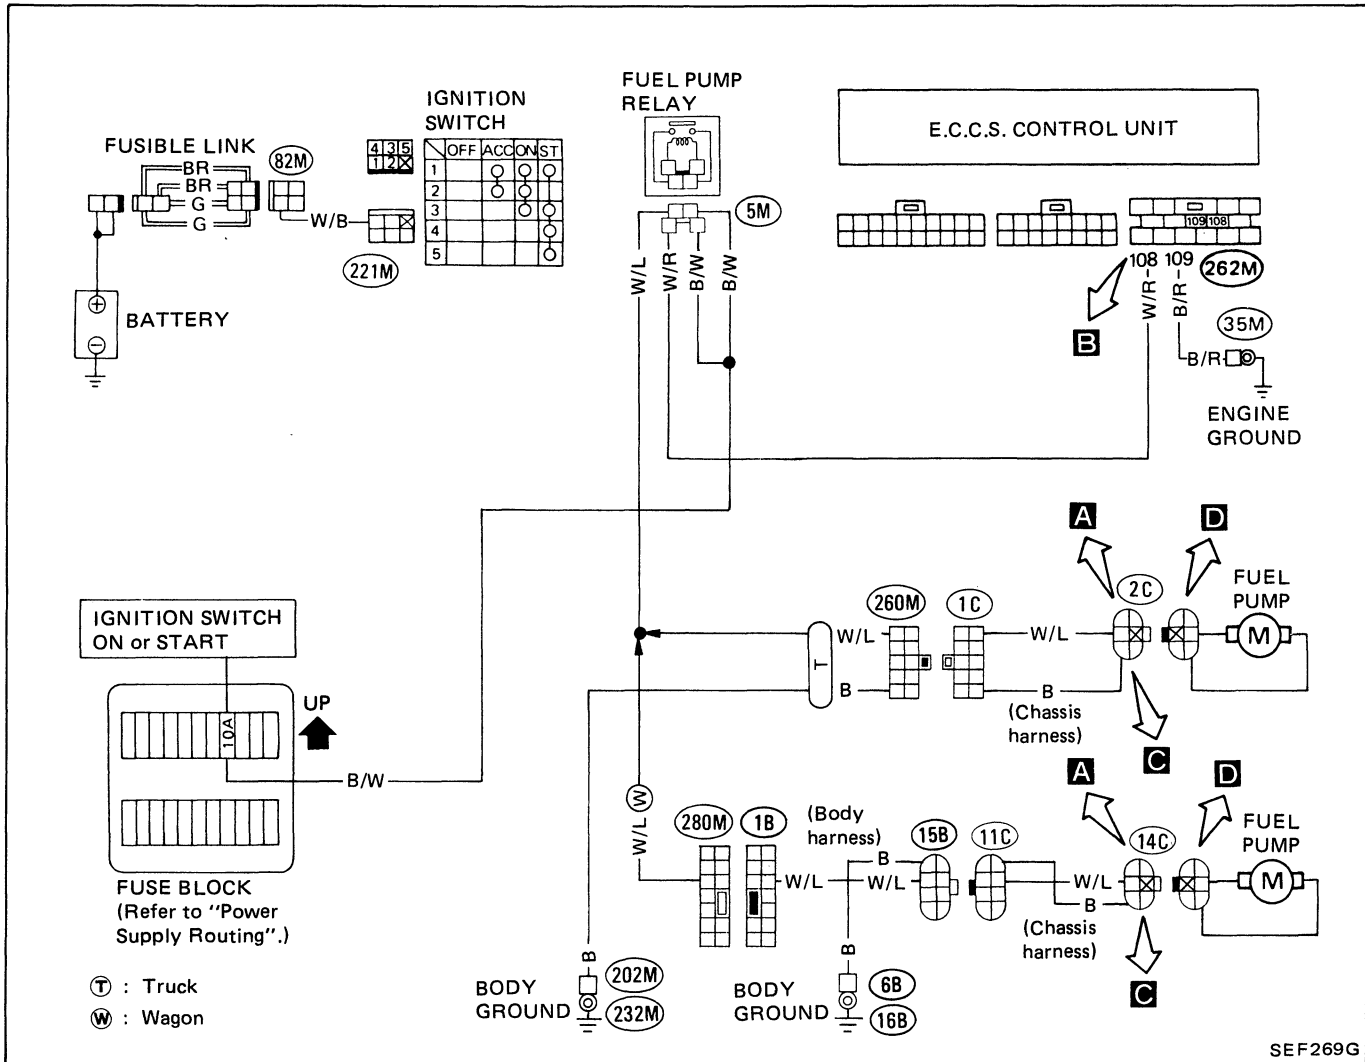 FUEL PUMP
RELAY
IGNITION
SWITCH
E.C.C.S. CONTROL UNIT
FUSIBLE LINK
82M
BR
BR
G
G
W/B
221M
4 3 5
1 2
OFF ACC ON ST
1
2
3
4
5
5M
W/L
W/R
B/W
B/W
109 108
108 109
262M
W/R
B/R
B
35M
B/R
ENGINE
GROUND
BATTERY
+
−
IGNITION SWITCH
ON or START
10A
UP
B/W
FUSE BLOCK
(Refer to "Power
Supply Routing".)
T : Truck
W : Wagon
A
D
2C
FUEL
PUMP
M
260M
1C
T
W/L
W/L
B
B
(Chassis
harness)
C
A
D
W
W/L
280M
1B
(Body
harness)
15B
11C
14C
FUEL
PUMP
M
B
W/L
W/L
W/L
B
(Chassis
harness)
C
B
BODY
GROUND
202M
232M
B
BODY
GROUND
6B
16B
SEF269G